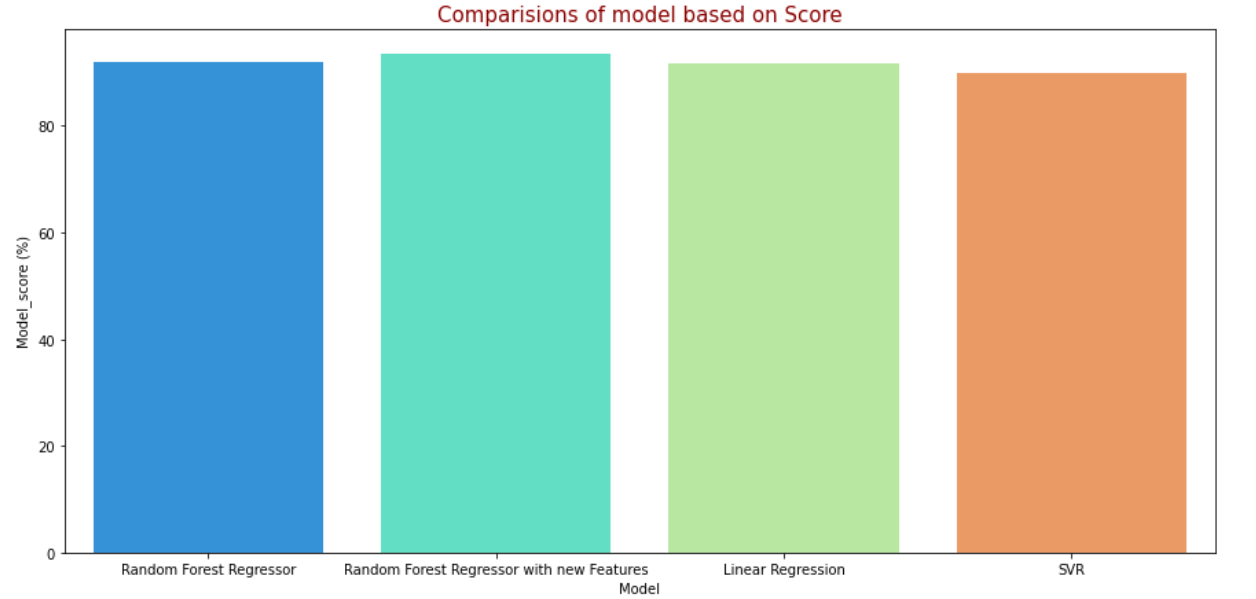 Comparisions of model based on Score
Model_score (%)
80
60
40
20
0
Random Forest Regressor
Random Forest Regressor with new Features
Linear Regression
SVR
Model